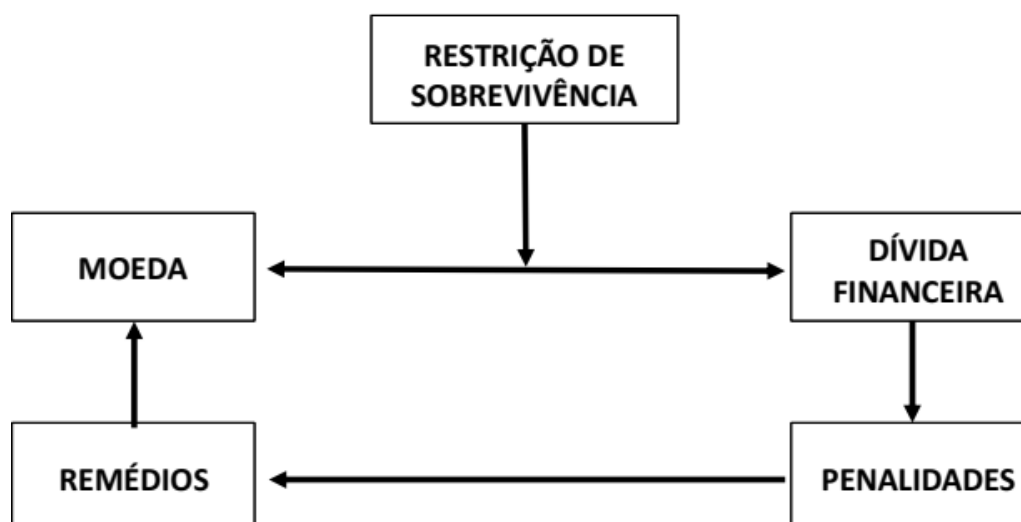 RESTRIÇÃO DE
SOBREVIVÊNCIA
MOEDA
DÍVIDA
FINANCEIRA
REMÉDIOS
PENALIDADES